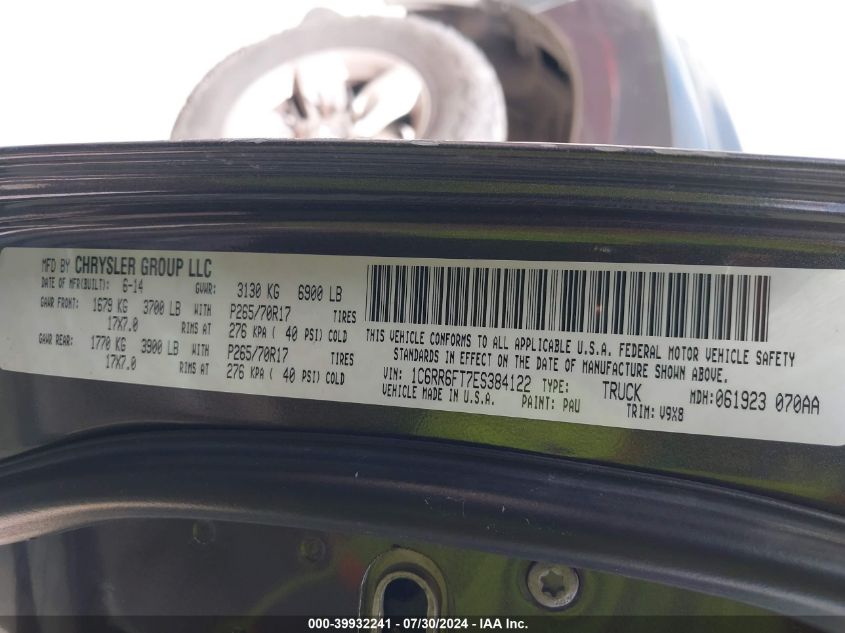 MFD BY CHRYSLER GROUP LLC
DATE OF MFR(BUILT): 6-14 GVWR: 3130 KG 6900 LB
GAWR FRONT: 1679 KG 3700 LB WITH P265/70R17 TIRES
17X7.0 RIMS AT 276 KPA ( 40 PSI) COLD
GAWR REAR: 1770 KG 3900 LB WITH P265/70R17 TIRES
17X7.0 RIMS AT 276 KPA ( 40 PSI) COLD
THIS VEHICLE CONFORMS TO ALL APPLICABLE U.S.A. FEDERAL MOTOR VEHICLE SAFETY
STANDARDS IN EFFECT ON THE DATE OF MANUFACTURE SHOWN ABOVE.
VIN: 1C6RR6FT7ES384122 TYPE: TRUCK MDH: 061923 070AA
VEHICLE MADE IN U.S.A. PAINT: PAU TRIM: V9X8
000-39932241 - 07/30/2024 - IAA Inc.